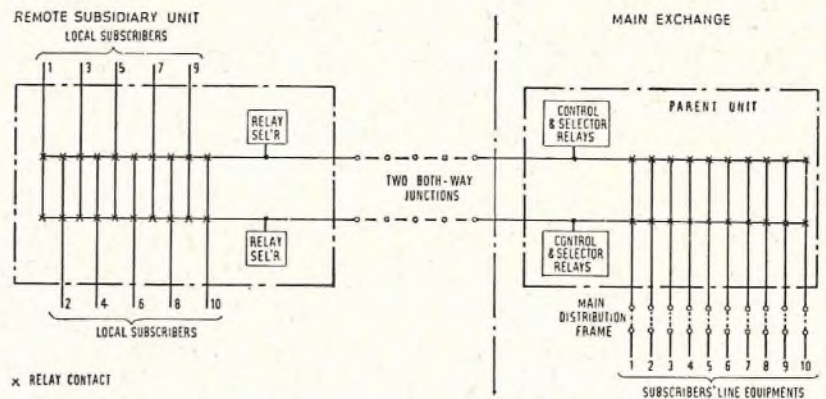 REMOTE SUBSIDIARY UNIT
LOCAL SUBSCRIBERS
1 3 5 7 9
RELAY
SEL'R
RELAY
SEL'R
2 4 6 8 10
LOCAL SUBSCRIBERS
x RELAY CONTACT
TWO BOTH-WAY
JUNCTIONS
MAIN EXCHANGE
CONTROL
& SELECTOR
RELAYS
PARENT UNIT
CONTROL
& SELECTOR
RELAYS
MAIN
DISTRIBUTION
FRAME
1 2 3 4 5 6 7 8 9 10
SUBSCRIBERS' LINE EQUIPMENTS